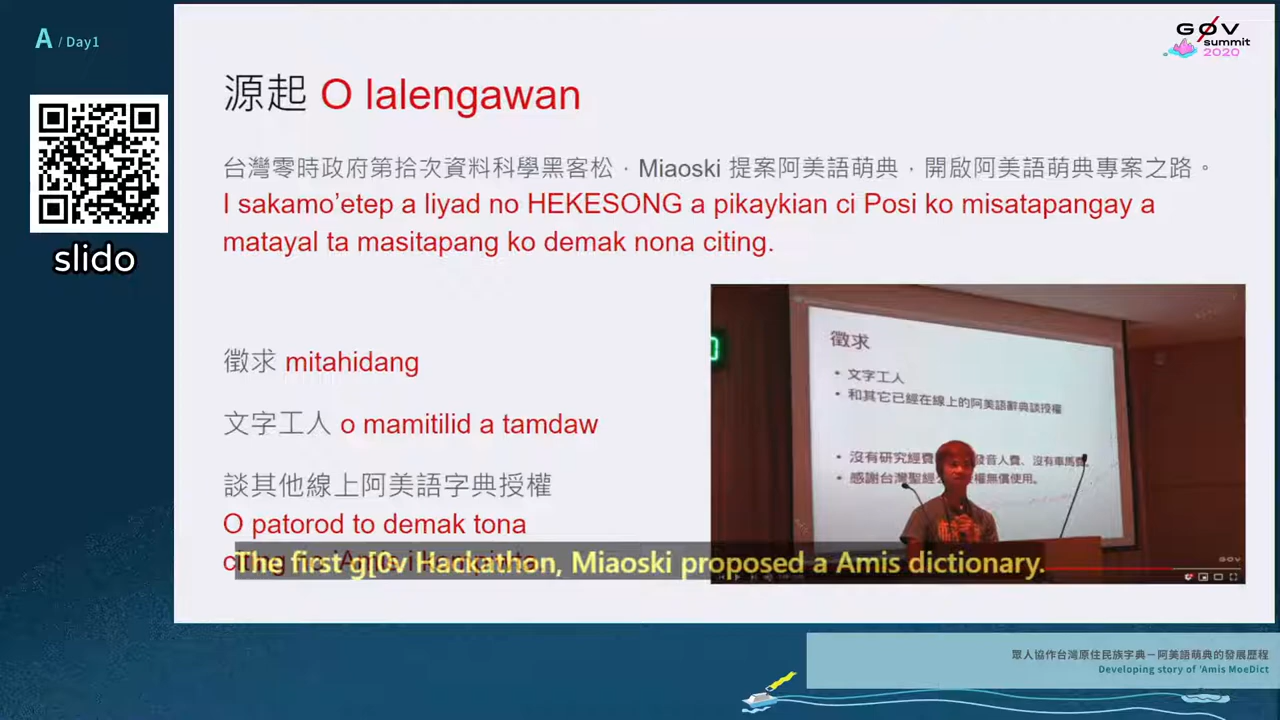 A / Day1
GØV
summit
2020
slido
源起 O lalengawan
台灣零時政府第拾次資料科學黑客松，Miaoski 提案阿美語萌典，開啟阿美語萌典專案之路。
I sakamo’etep a liyad no HEKESONG a pikaykian ci Posi ko misatapangay a
matayal ta masitapang ko demak nona citing.
徵求 mitahidang
文字工人 o mamitilid a tamdaw
談其他線上阿美語字典授權
O patorod to demak tona
徵求
• 文字工人
• 和其它已經在線上的阿美語辭典談授權
• 沒有研究經費 發音人費、沒有車馬費。
• 感謝台灣聖經公 權無償使用。
The first g[0v Hackathon, Miaoski proposed a Amis dictionary.
眾人協作台灣原住民族字典－阿美語萌典的發展歷程
Developing story of 'Amis MoeDict